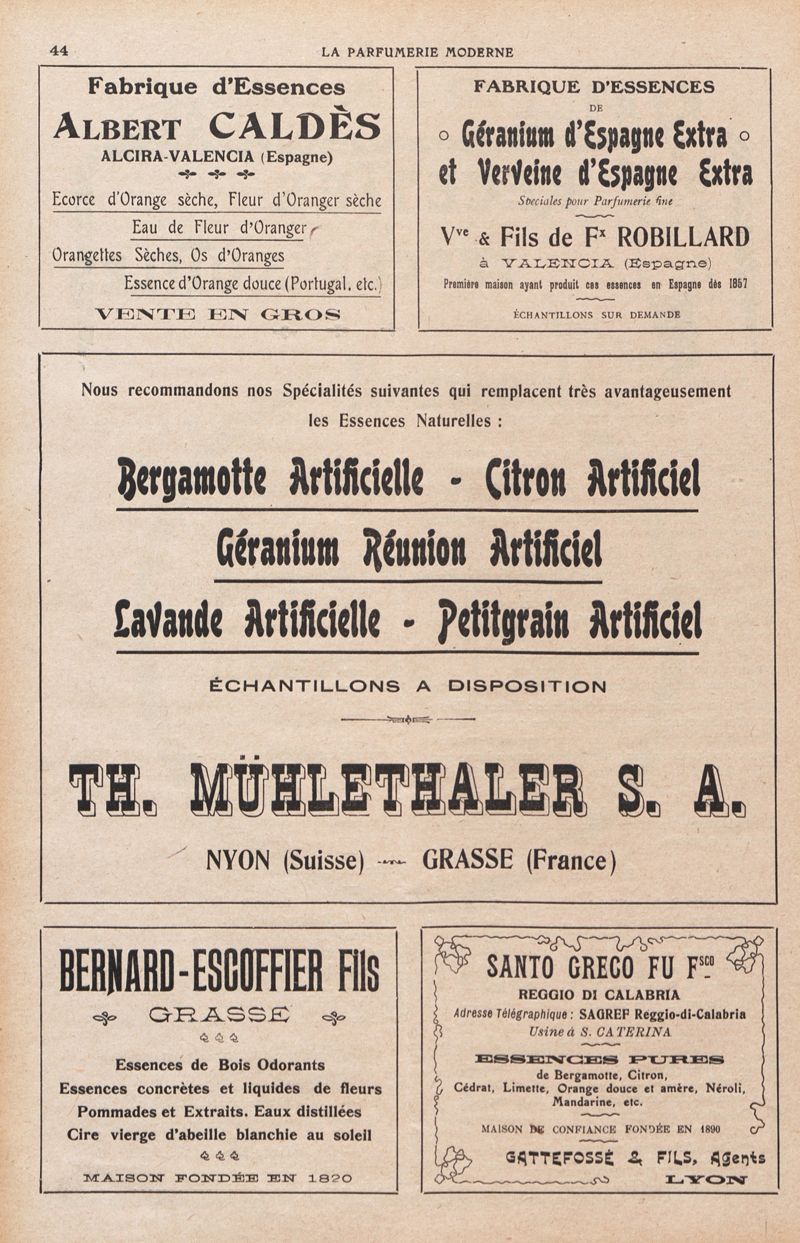 44
LA PARFUMERIE MODERNE
Fabrique d'Essences
ALBERT CALDÈS
ALCIRA-VALENCIA (Espagne)
Ecorce d'Orange sèche, Fleur d'Oranger sèche
Eau de Fleur d'Oranger
Orangettes Sèches, Os d'Oranges
Essence d'Orange douce (Portugal, etc.)
VENTE EN GROS
FABRIQUE D'ESSENCES
DE
Géranium d'Espagne Extra
et Verveine d'Espagne Extra
Spéciales pour Parfumerie fine
Vve & Fils de Fx ROBILLARD
à VALENCIA (Espagne)
Première maison ayant produit ces essences en Espagne dès 1857
ÉCHANTILLONS SUR DEMANDE
Nous recommandons nos Spécialités suivantes qui remplacent très avantageusement
les Essences Naturelles :
Bergamotte Artificielle - Citron Artificiel
Géranium Réunion Artificiel
Lavande Artificielle - Petitgrain Artificiel
ÉCHANTILLONS A DISPOSITION
TH. MÜHLETHALER S. A.
NYON (Suisse) — GRASSE (France)
BERNARD-ESCOFFIER FILS
GRASSE
Essences de Bois Odorants
Essences concrètes et liquides de fleurs
Pommades et Extraits. Eaux distillées
Cire vierge d'abeille blanchie au soleil
MAISON FONDÉE EN 1820
SANTO GRECO FU Fsco
REGGIO DI CALABRIA
Adresse Télégraphique : SAGREF Reggio-di-Calabria
Usine à S. CATERINA
ESSENCES PURES
de Bergamotte, Citron,
Cédrat, Limette, Orange douce et amère, Néroli,
Mandarine, etc.
MAISON DE CONFIANCE FONDÉE EN 1890
GATTEFOSSÉ & FILS, Agents
LYON